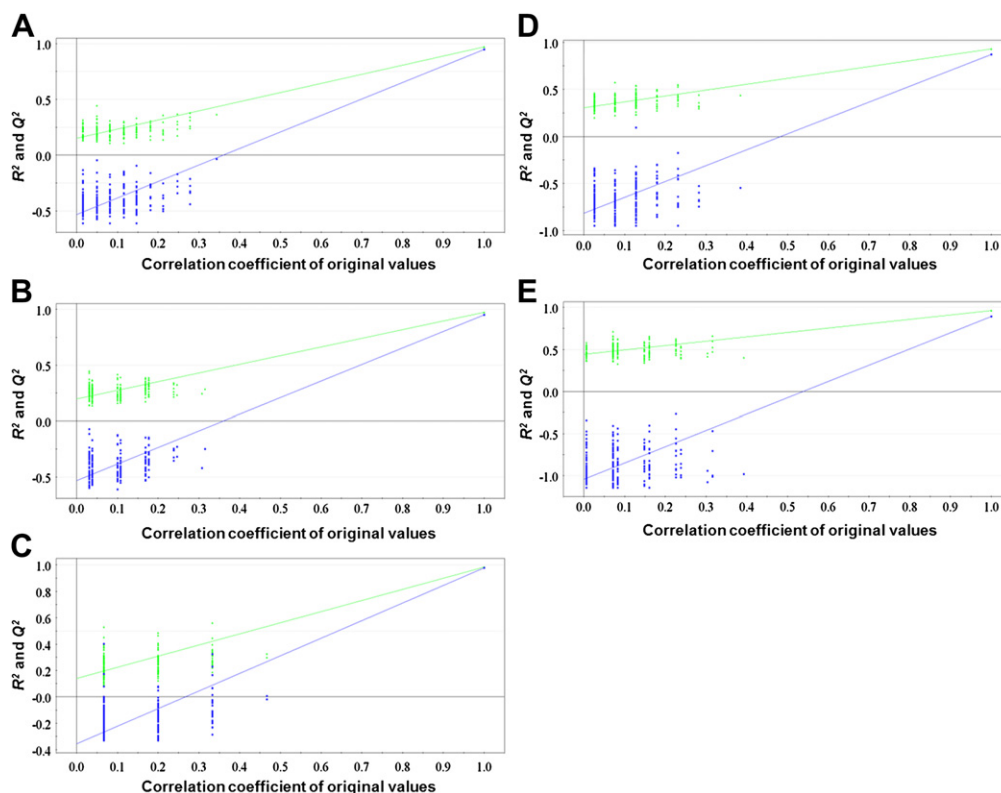 A
R² and Q²
1.0
0.5
0.0
-0.5
0.0 0.1 0.2 0.3 0.4 0.5 0.6 0.7 0.8 0.9 1.0
Correlation coefficient of original values
B
R² and Q²
1.0
0.5
0.0
-0.5
0.0 0.1 0.2 0.3 0.4 0.5 0.6 0.7 0.8 0.9 1.0
Correlation coefficient of original values
C
R² and Q²
1.0
0.8
0.6
0.4
0.2
-0.0
-0.2
-0.4
0.0 0.1 0.2 0.3 0.4 0.5 0.6 0.7 0.8 0.9 1.0
Correlation coefficient of original values
D
R² and Q²
1.0
0.5
0.0
-0.5
-1.0
0.0 0.1 0.2 0.3 0.4 0.5 0.6 0.7 0.8 0.9 1.0
Correlation coefficient of original values
E
R² and Q²
1.0
0.5
0.0
-0.5
-1.0
0.0 0.1 0.2 0.3 0.4 0.5 0.6 0.7 0.8 0.9 1.0
Correlation coefficient of original values